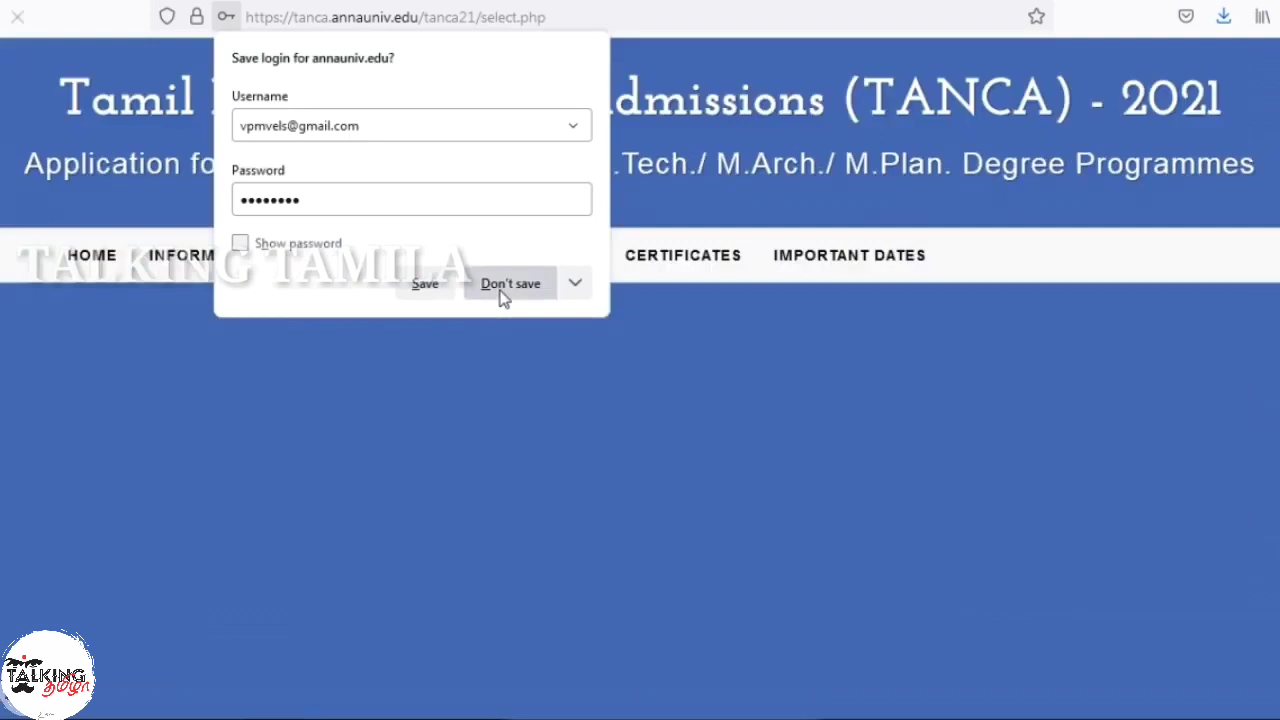 https://tanca.annauniv.edu/tanca21/select.php
Save login for annauniv.edu?
Username
vpmvels@gmail.com
Password
••••••••
Show password
Save
Don't save
Tamil
dmissions (TANCA) - 2021
Application fo
.Tech./ M.Arch./ M.Plan. Degree Programmes
HOME
INFORM
CERTIFICATES
IMPORTANT DATES
TALKING TAMILA
TALKING
தமிழா